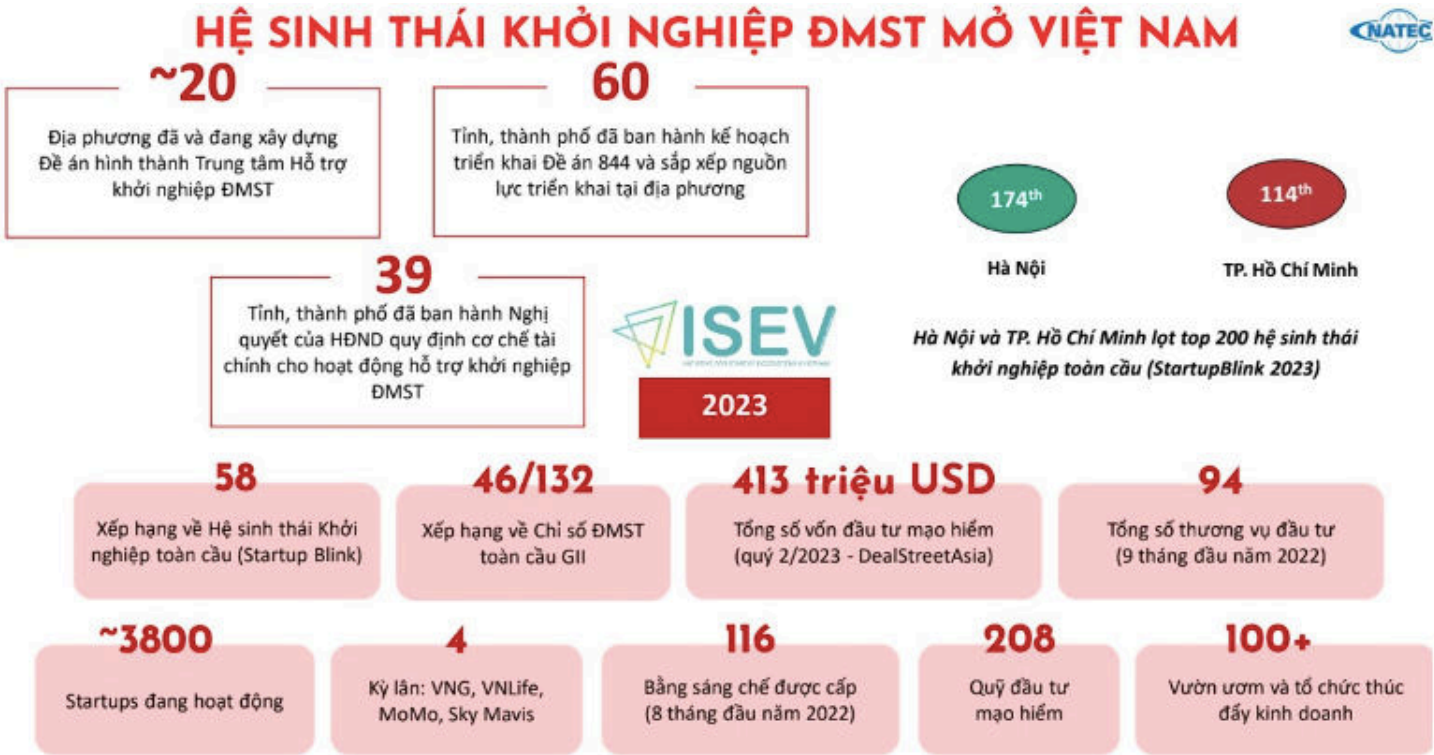 HỆ SINH THÁI KHỞI NGHIỆP ĐMST MỞ VIỆT NAM
NATEC
~20
Địa phương đã và đang xây dựng
Đề án hình thành Trung tâm Hỗ trợ
khởi nghiệp ĐMST
60
Tỉnh, thành phố đã ban hành kế hoạch
triển khai Đề án 844 và sắp xếp nguồn
lực triển khai tại địa phương
174th
Hà Nội
114th
TP. Hồ Chí Minh
39
Tỉnh, thành phố đã ban hành Nghị
quyết của HĐND quy định cơ chế tài
chính cho hoạt động hỗ trợ khởi nghiệp
ĐMST
ISEV
2023
Hà Nội và TP. Hồ Chí Minh lọt top 200 hệ sinh thái
khởi nghiệp toàn cầu (StartupBlink 2023)
58
Xếp hạng về Hệ sinh thái Khởi
nghiệp toàn cầu (Startup Blink)
46/132
Xếp hạng về Chỉ số ĐMST
toàn cầu GII
413 triệu USD
Tổng số vốn đầu tư mạo hiểm
(quý 2/2023 - DealStreetAsia)
94
Tổng số thương vụ đầu tư
(9 tháng đầu năm 2022)
~3800
Startups đang hoạt động
4
Kỳ lân: VNG, VNLife,
MoMo, Sky Mavis
116
Bằng sáng chế được cấp
(8 tháng đầu năm 2022)
208
Quỹ đầu tư
mạo hiểm
100+
Vườn ươm và tổ chức thúc
đẩy kinh doanh